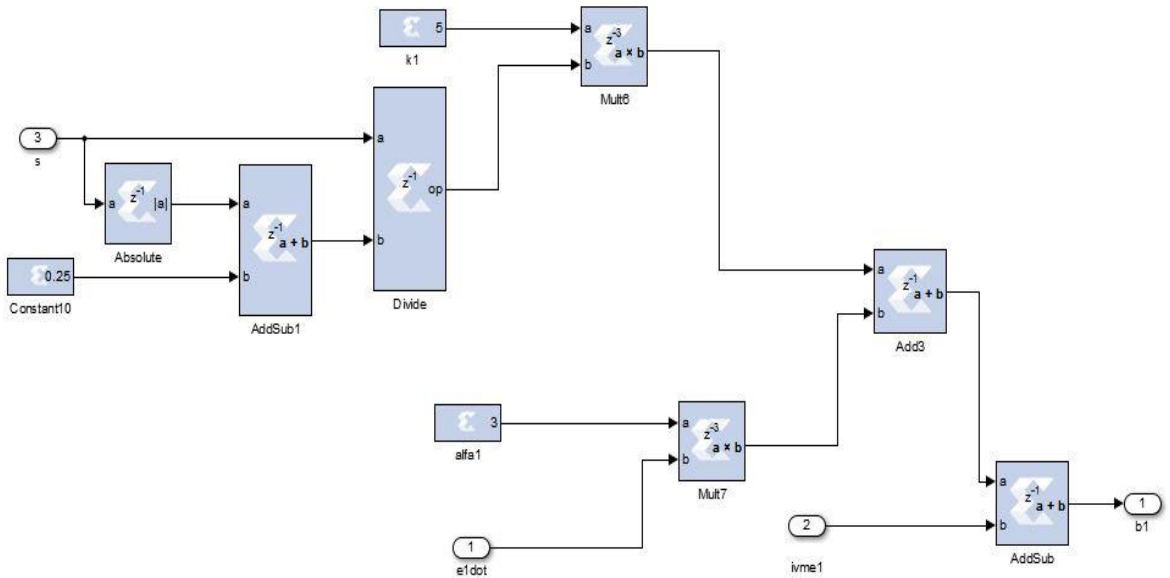 5
k1
z-3
a
a × b
b
Mult6
3
s
a
z-1
op
b
Divide
a
z-1
|a|
Absolute
a
z-1
a + b
b
AddSub1
0.25
Constant10
a
z-1
a + b
b
Add3
3
alfa1
a
z-3
a × b
b
Mult7
1
e1dot
2
ivme1
a
z-1
a + b
b
AddSub
1
b1